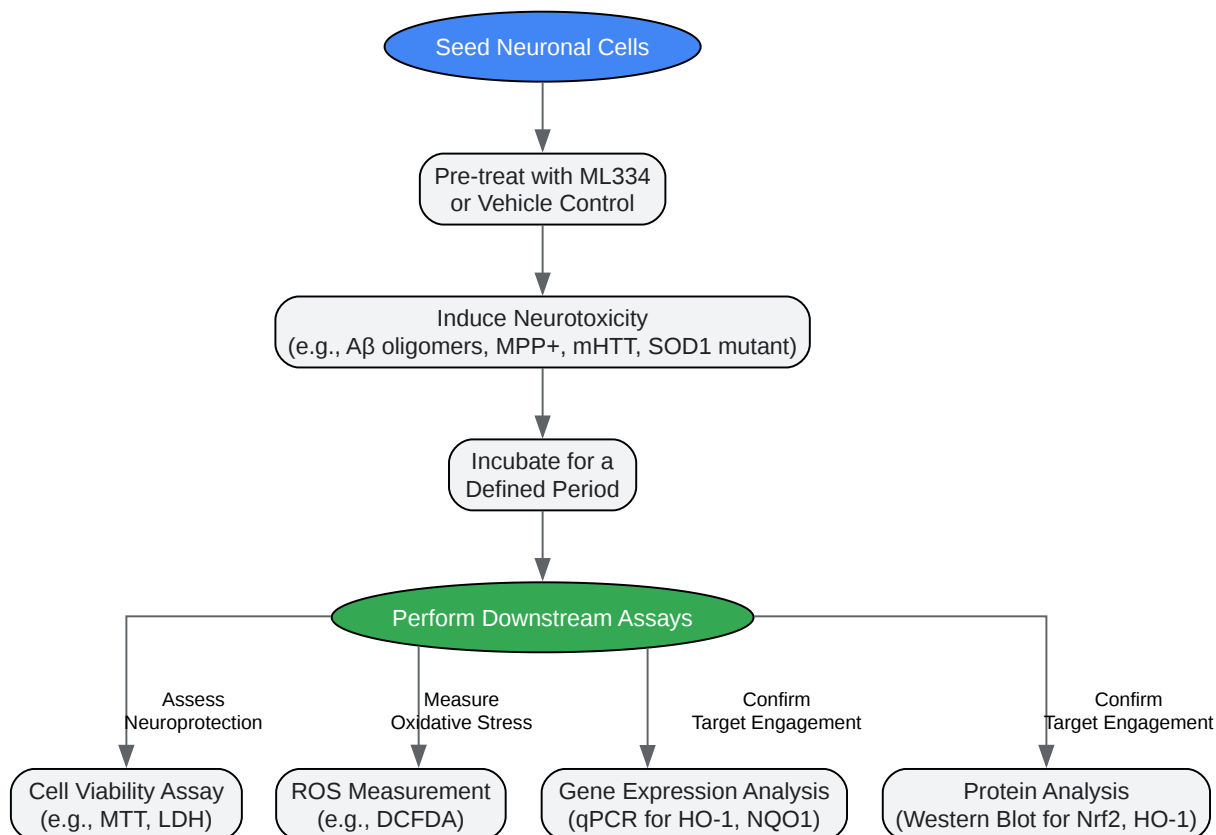 Seed Neuronal Cells
Pre-treat with ML334
or Vehicle Control
Induce Neurotoxicity
(e.g., Aβ oligomers, MPP+, mHTT, SOD1 mutant)
Incubate for a
Defined Period
Perform Downstream Assays
Assess
Neuroprotection
Measure
Oxidative Stress
Confirm
Target Engagement
Confirm
Target Engagement
Cell Viability Assay
(e.g., MTT, LDH)
ROS Measurement
(e.g., DCFDA)
Gene Expression Analysis
(qPCR for HO-1, NQO1)
Protein Analysis
(Western Blot for Nrf2, HO-1)